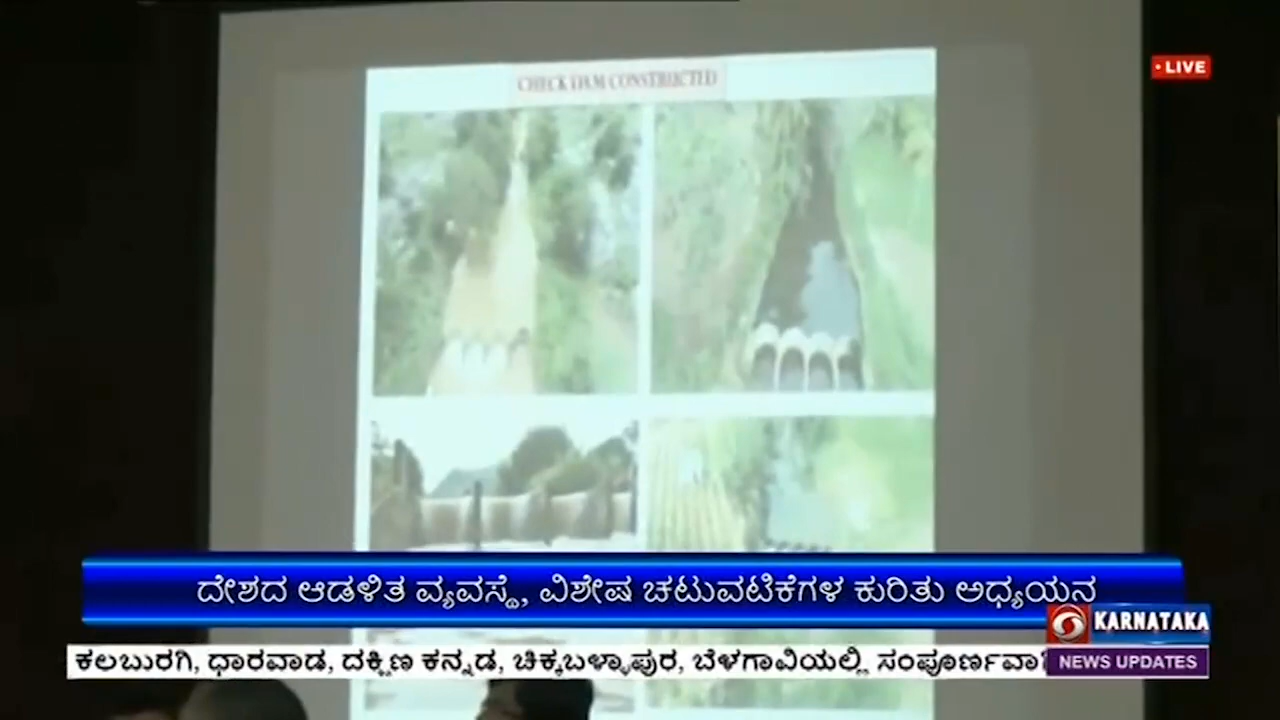 CHECK DAM CONSTRUCTED
• LIVE
ದೇಶದ ಆಡಳಿತ ವ್ಯವಸ್ಥೆ, ವಿಶೇಷ ಚಟುವಟಿಕೆಗಳ ಕುರಿತು ಅಧ್ಯಯನ
KARNATAKA
ಕಲಬುರಗಿ, ಧಾರವಾಡ, ದಕ್ಷಿಣ ಕನ್ನಡ, ಚಿಕ್ಕಬಳ್ಳಾಪುರ, ಬೆಳಗಾವಿಯಲ್ಲಿ
NEWS UPDATES